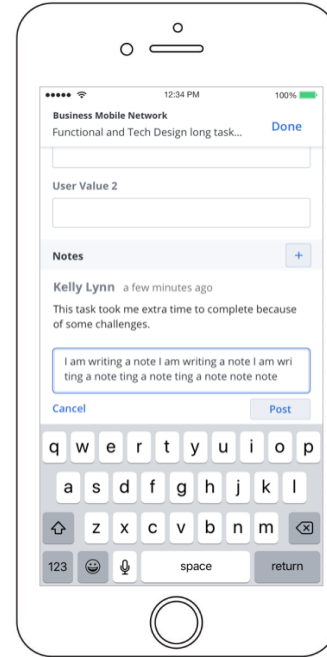 12:34 PM 100%
Business Mobile Network
Functional and Tech Design long task...
Done
User Value 2
Notes +
Kelly Lynn a few minutes ago
This task took me extra time to complete because
of some challenges.
I am writing a note I am writing a note I am wri
ting a note ting a note ting a note note note
Cancel Post
q w e r t y u i o p
a s d f g h j k l
z x c v b n m
123 space return